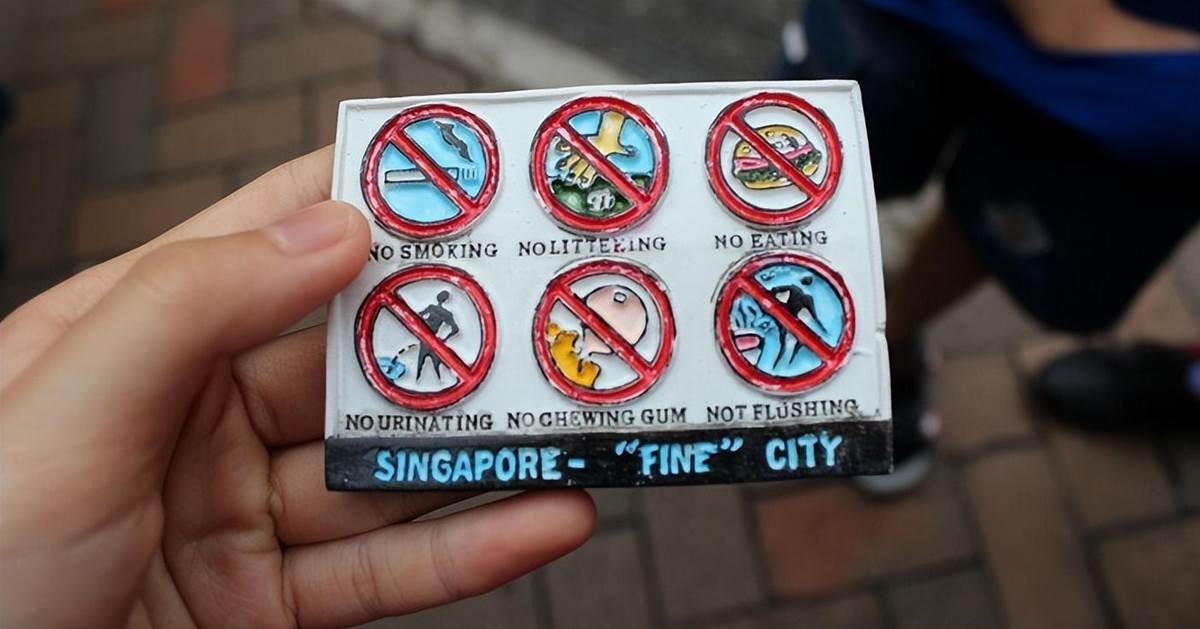 NO SMOKING NO LITTERING NO EATING
NO URINATING NO CHEWING GUM NOT FLUSHING
SINGAPORE - "FINE" CITY